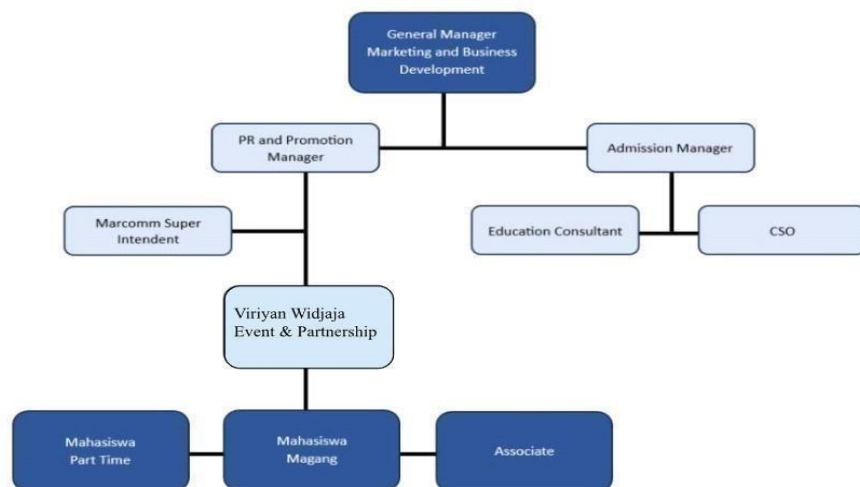 General Manager
Marketing and Business
Development
PR and Promotion
Manager
Admission Manager
Marcomm Super
Intendent
Education Consultant
CSO
Viriyan Widjaja
Event & Partnership
Mahasiswa
Part Time
Mahasiswa
Magang
Associate